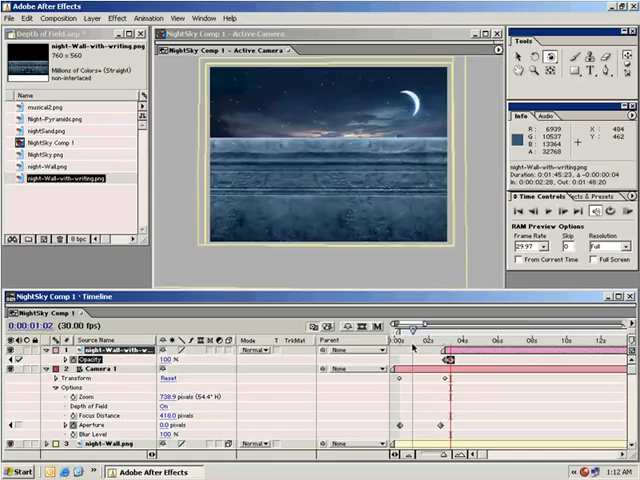 Adobe After Effects
File Edit Composition Layer Effect Animation View Window Help
Depth of Field.aep *
night-Wall-with-writing.png
760 x 560
Millions of Colors+ (Straight)
non-interlaced
Name
musical2.png
Night-Pyramids.png
nightSand.png
NightSky Comp 1
NightSky.png
night-Wall.png
night-Wall-with-writing.png
8 bpc
NightSky Comp 1 - Active Camera
NightSky Comp 1 - Active Camera
Tools
Info Audio
R : 6939
G : 10537
B : 13364
A : 32768
X : 484
Y : 462
night-Wall-with-writing.png
Duration: 0:01:45:23, Δ -0:00:00:04
In: 0:00:02:28, Out: 0:01:48:20
Time Controls
RAM Preview Options
Frame Rate Skip Resolution
29.97 0 Full
From Current Time Full Screen
NightSky Comp 1 : Timeline
NightSky Comp 1
0:00:01:02 (30.00 fps)
# Source Name Mode T TrkMat Parent
:00s 02s 04s 06s 08s 10s 12s
1 night-Wall-with-w... Normal None
Opacity 100 %
2 Camera 1 None
Transform Reset
Options
Zoom 738.9 pixels (54.4° H)
Depth of Field On
Focus Distance 418.0 pixels
Aperture 0.0 pixels
Blur Level 100 %
3 night-Wall.png Normal None
Start Adobe After Effects 1:12 AM